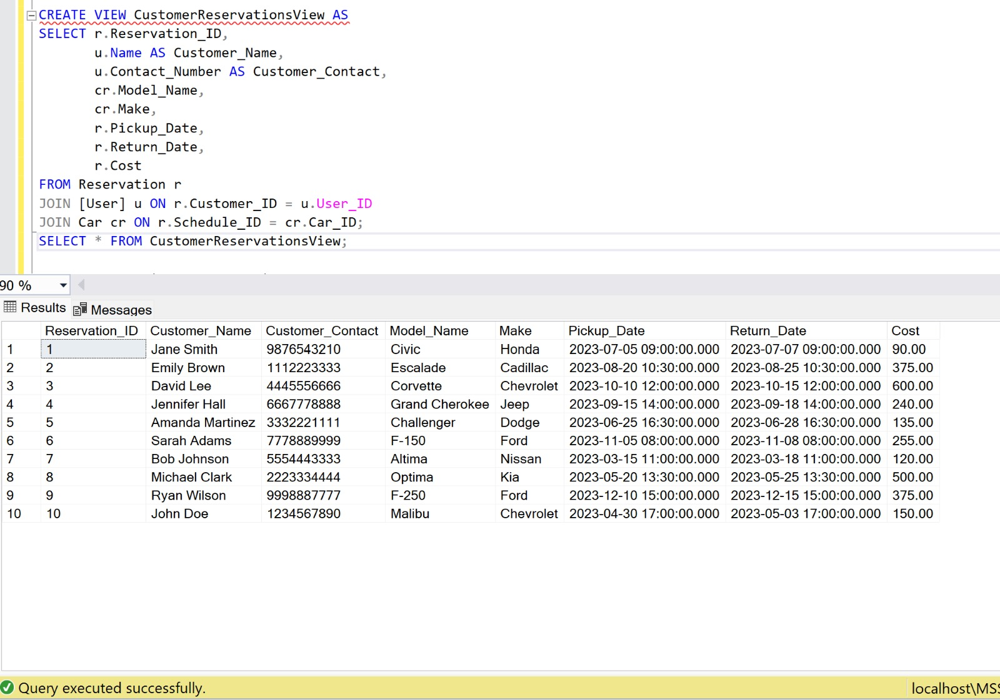 CREATE VIEW CustomerReservationsView AS
SELECT r.Reservation_ID,
u.Name AS Customer_Name,
u.Contact_Number AS Customer_Contact,
cr.Model_Name,
cr.Make,
r.Pickup_Date,
r.Return_Date,
r.Cost
FROM Reservation r
JOIN [User] u ON r.Customer_ID = u.User_ID
JOIN Car cr ON r.Schedule_ID = cr.Car_ID;
SELECT * FROM CustomerReservationsView;
90 %
Results Messages
Reservation_ID Customer_Name Customer_Contact Model_Name Make Pickup_Date Return_Date Cost
1 1 Jane Smith 9876543210 Civic Honda 2023-07-05 09:00:00.000 2023-07-07 09:00:00.000 90.00
2 2 Emily Brown 1112223333 Escalade Cadillac 2023-08-20 10:30:00.000 2023-08-25 10:30:00.000 375.00
3 3 David Lee 4445556666 Corvette Chevrolet 2023-10-10 12:00:00.000 2023-10-15 12:00:00.000 600.00
4 4 Jennifer Hall 6667778888 Grand Cherokee Jeep 2023-09-15 14:00:00.000 2023-09-18 14:00:00.000 240.00
5 5 Amanda Martinez 3332221111 Challenger Dodge 2023-06-25 16:30:00.000 2023-06-28 16:30:00.000 135.00
6 6 Sarah Adams 7778889999 F-150 Ford 2023-11-05 08:00:00.000 2023-11-08 08:00:00.000 255.00
7 7 Bob Johnson 5554443333 Altima Nissan 2023-03-15 11:00:00.000 2023-03-18 11:00:00.000 120.00
8 8 Michael Clark 2223334444 Optima Kia 2023-05-20 13:30:00.000 2023-05-25 13:30:00.000 500.00
9 9 Ryan Wilson 9998887777 F-250 Ford 2023-12-10 15:00:00.000 2023-12-15 15:00:00.000 375.00
10 10 John Doe 1234567890 Malibu Chevrolet 2023-04-30 17:00:00.000 2023-05-03 17:00:00.000 150.00
Query executed successfully. localhost\MSS